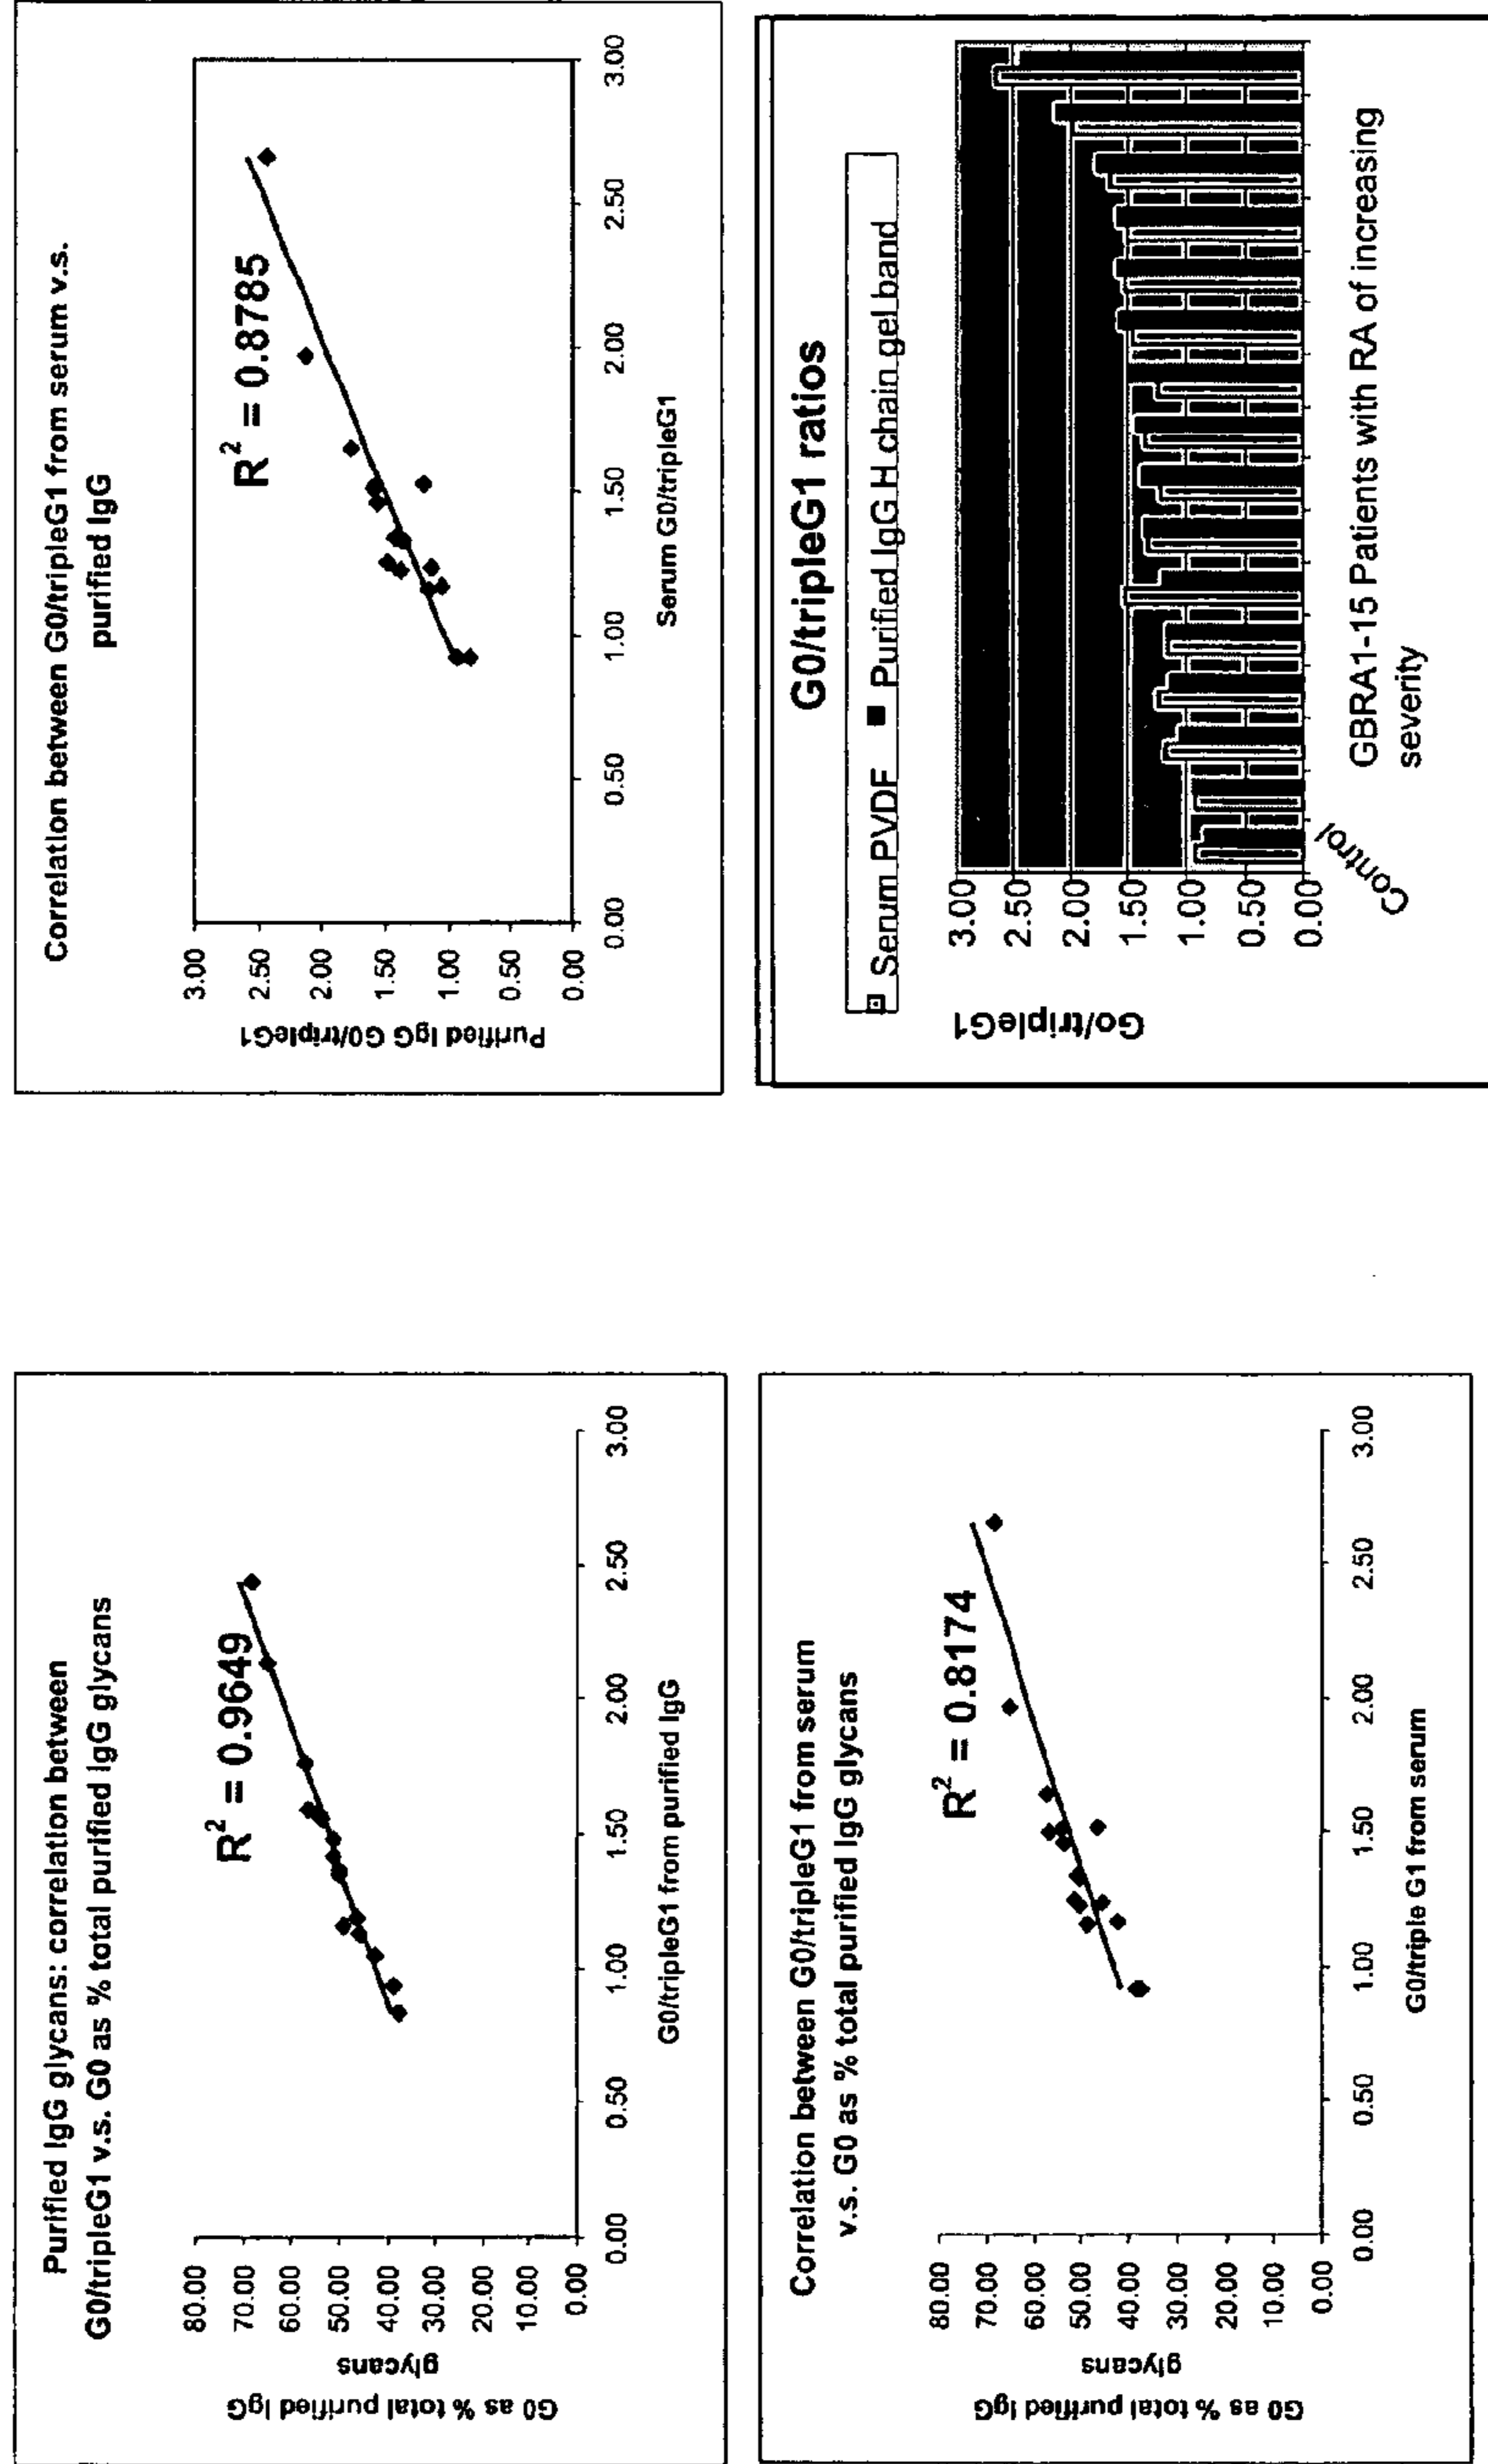 Purified IgG glycans: correlation between
G0/tripleG1 v.s. G0 as % total purified IgG glycans
R² = 0.9649
80.00
70.00
60.00
50.00
40.00
30.00
20.00
10.00
0.00
G0 as % total purified IgG
glycans
0.00 0.50 1.00 1.50 2.00 2.50 3.00
G0/tripleG1 from purified IgG
Correlation between G0/tripleG1 from serum v.s.
purified IgG
R² = 0.8785
3.00
2.50
2.00
1.50
1.00
0.50
0.00
Purified IgG G0/tripleG1
0.00 0.50 1.00 1.50 2.00 2.50 3.00
Serum G0/tripleG1
Correlation between G0/tripleG1 from serum
v.s. G0 as % total purified IgG glycans
R² = 0.8174
80.00
70.00
60.00
50.00
40.00
30.00
20.00
10.00
0.00
G0 as % total purified IgG
glycans
0.00 0.50 1.00 1.50 2.00 2.50 3.00
G0/triple G1 from serum
G0/tripleG1 ratios
Serum PVDF Purified IgG H chain gel band
3.00
2.50
2.00
1.50
1.00
0.50
0.00
Go/tripleG1
Control
GBRA1-15 Patients with RA of increasing
severity